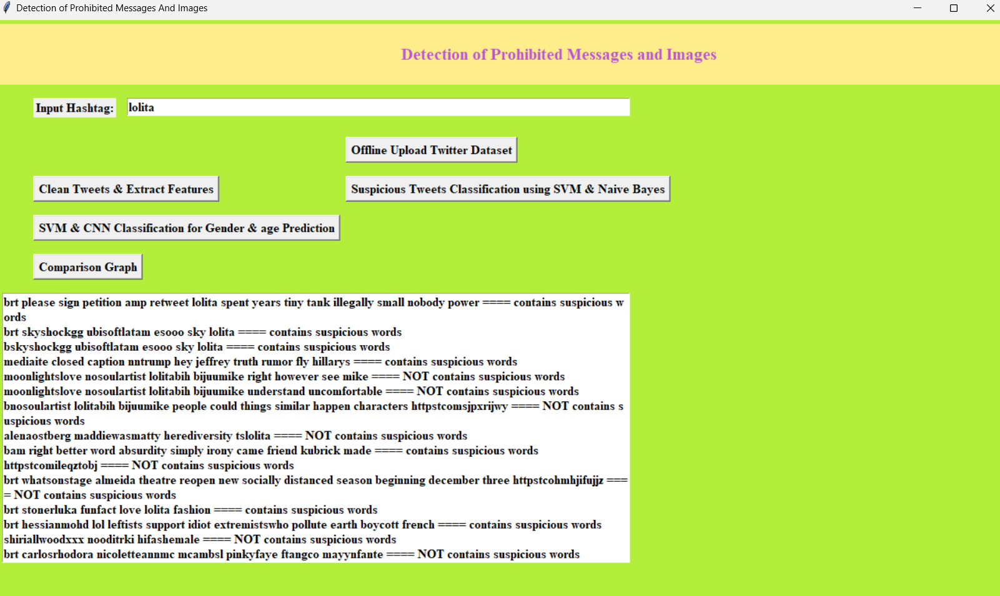 Detection of Prohibited Messages And Images
Detection of Prohibited Messages and Images
Input Hashtag: lolita
Offline Upload Twitter Dataset
Clean Tweets & Extract Features Suspicious Tweets Classification using SVM & Naive Bayes
SVM & CNN Classification for Gender & age Prediction
Comparison Graph
brt please sign petition amp retweet lolita spent years tiny tank illegally small nobody power ==== contains suspicious w
ords
brt skyshockgg ubisoftlatam esooo sky lolita ==== contains suspicious words
bskyshockgg ubisoftlatam esooo sky lolita ==== contains suspicious words
mediaite closed caption nntrump hey jeffrey truth rumor fly hillarys ==== contains suspicious words
moonlightslove nosoulartist lolitabih bijuumike right however see mike ==== NOT contains suspicious words
moonlightslove nosoulartist lolitabih bijuumike understand uncomfortable ==== NOT contains suspicious words
bnosoulartist lolitabih bijuumike people could things similar happen characters httpstcomsjpxrijwy ==== NOT contains s
uspicious words
alenaostberg maddiewasmatty herediversity tslolita ==== NOT contains suspicious words
bam right better word absurdity simply irony came friend kubrick made ==== contains suspicious words
httpstcomileqztobj ==== NOT contains suspicious words
brt whatsonstage almeida theatre reopen new socially distanced season beginning december three httpstcohmhjifujjz ===
= NOT contains suspicious words
brt stonerluka funfact love lolita fashion ==== contains suspicious words
brt hessianmohd lol leftists support idiot extremistswho pollute earth boycott french ==== contains suspicious words
shiriallwoodxxx nooditrki hifashemale ==== NOT contains suspicious words
brt carlosrhodora nicoletteannmc mcambsl pinkyfaye ftangco mayynfante ==== NOT contains suspicious words